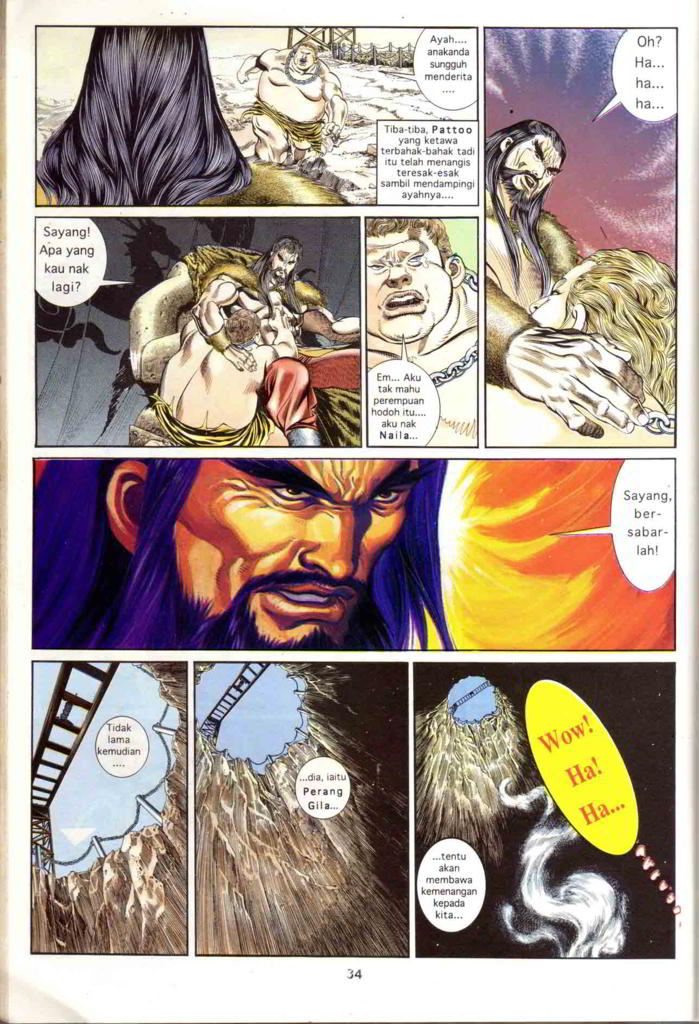 Ayah....
anakanda
sungguh
menderita
....
Tiba-tiba, Pattoo
yang ketawa
terbahak-bahak tadi
itu telah menangis
teresak-esak
sambil mendampingi
ayahnya....
Oh?
Ha...
ha...
ha...
Sayang!
Apa yang
kau nak
lagi?
Em... Aku
tak mahu
perempuan
hodoh itu....
aku nak
Naila...
Sayang,
ber-
sabar-
lah!
Tidak
lama
kemudian
....
...dia, iaitu
Perang
Gila...
...tentu
akan
membawa
kemenangan
kepada
kita...
Wow!
Ha!
Ha...
34